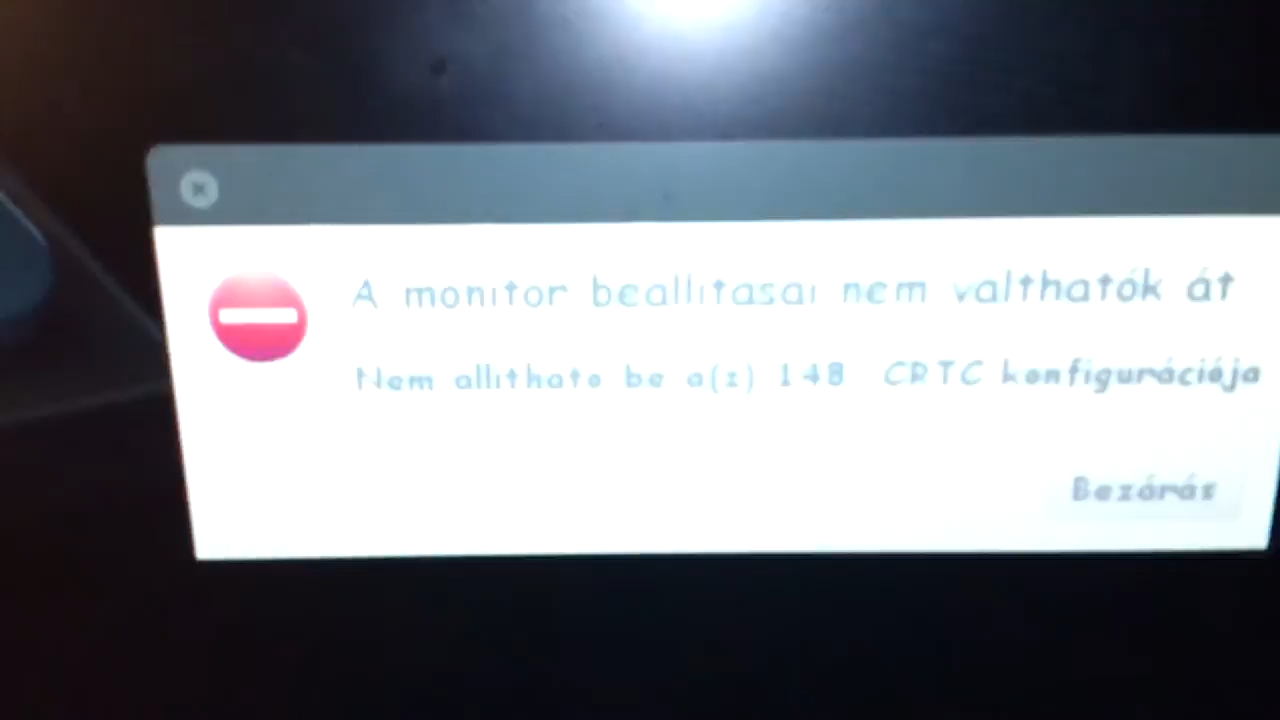 A monitor beallitasai nem valthatók át
Nem allithato be a(z) 148 CRTC konfigurációja
Bezárás